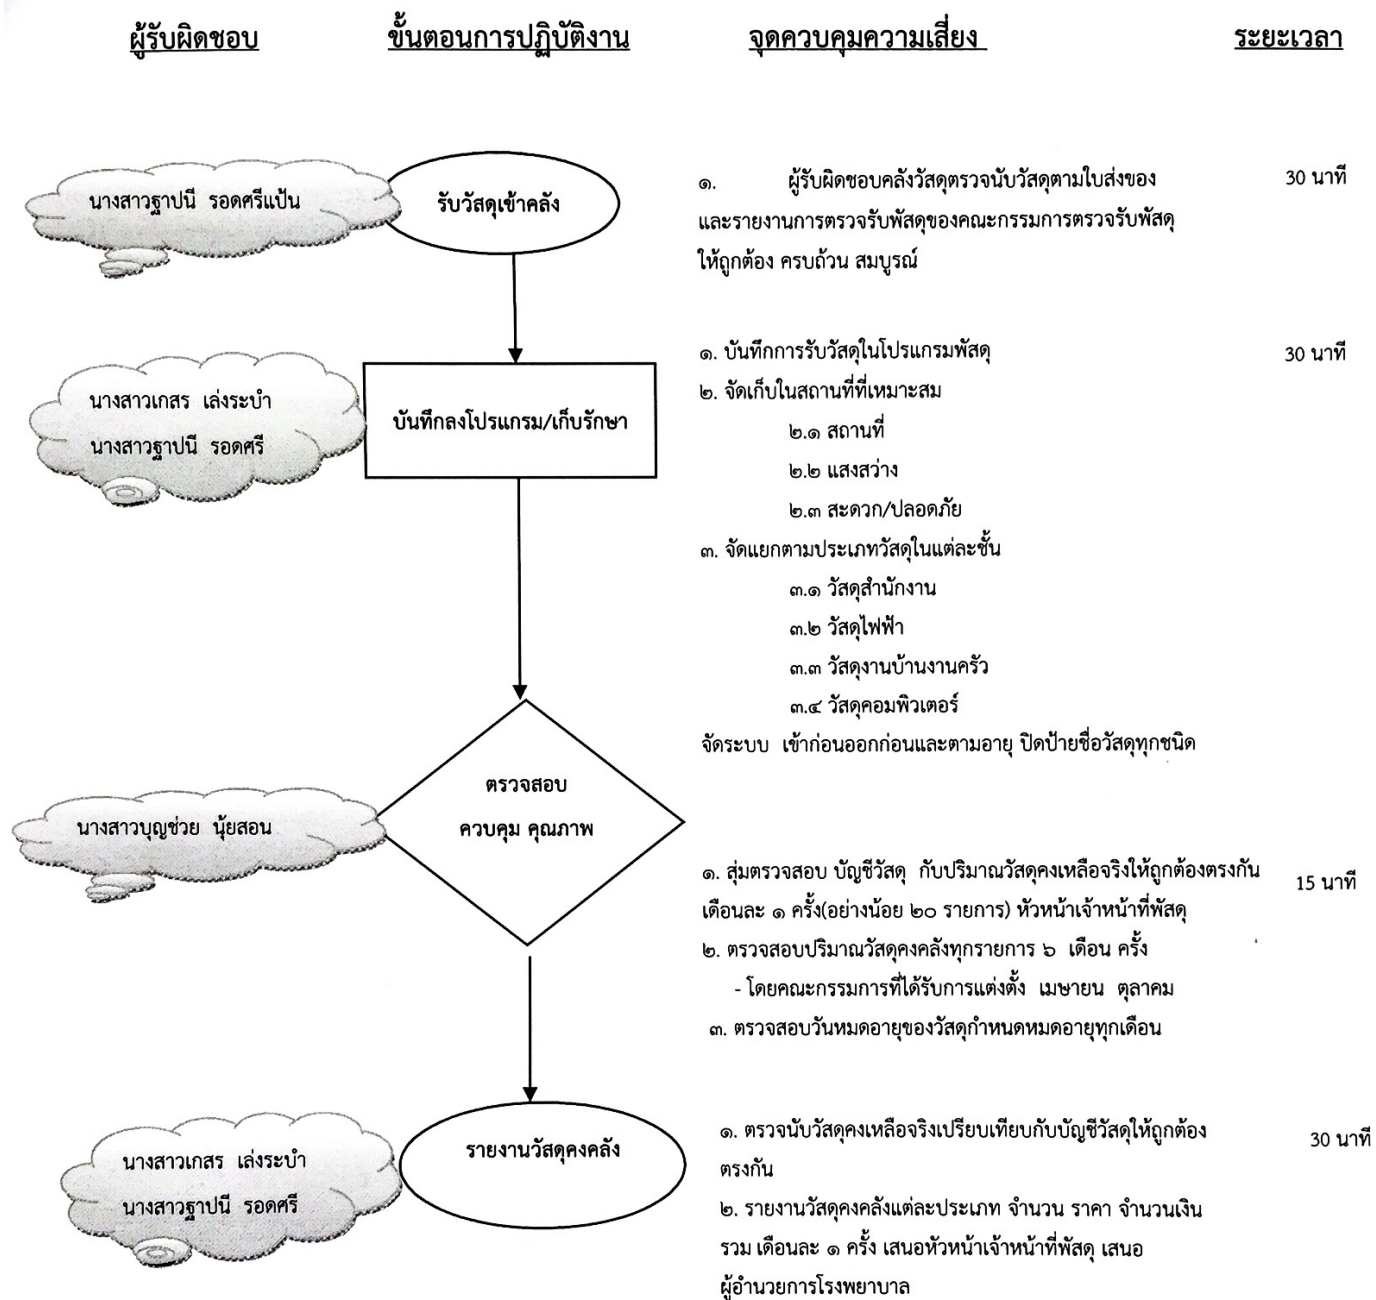 ผู้รับผิดชอบ ขั้นตอนการปฏิบัติงาน จุดควบคุมความเสี่ยง ระยะเวลา
นางสาวฐาปนี รอดศรีแป้น
รับวัสดุเข้าคลัง
๑. ผู้รับผิดชอบคลังวัสดุตรวจนับวัสดุตามใบส่งของ
และรายงานการตรวจรับพัสดุของคณะกรรมการตรวจรับพัสดุ
ให้ถูกต้อง ครบถ้วน สมบูรณ์
30 นาที
นางสาวเกสร เล่งระบำ
นางสาวฐาปนี รอดศรี
บันทึกลงโปรแกรม/เก็บรักษา
๑. บันทึกการรับวัสดุในโปรแกรมพัสดุ
๒. จัดเก็บในสถานที่ที่เหมาะสม
๒.๑ สถานที่
๒.๒ แสงสว่าง
๒.๓ สะดวก/ปลอดภัย
๓. จัดแยกตามประเภทวัสดุในแต่ละชั้น
๓.๑ วัสดุสำนักงาน
๓.๒ วัสดุไฟฟ้า
๓.๓ วัสดุงานบ้านงานครัว
๓.๔ วัสดุคอมพิวเตอร์
จัดระบบ เข้าก่อนออกก่อนและตามอายุ ปิดป้ายชื่อวัสดุทุกชนิด
30 นาที
นางสาวบุญช่วย นุ้ยสอน
ตรวจสอบ
ควบคุม คุณภาพ
๑. สุ่มตรวจสอบ บัญชีวัสดุ กับปริมาณวัสดุคงเหลือจริงให้ถูกต้องตรงกัน
เดือนละ ๑ ครั้ง(อย่างน้อย ๒๐ รายการ) หัวหน้าเจ้าหน้าที่พัสดุ
๒. ตรวจสอบปริมาณวัสดุคงคลังทุกรายการ ๖ เดือน ครั้ง
- โดยคณะกรรมการที่ได้รับการแต่งตั้ง เมษายน ตุลาคม
๓. ตรวจสอบวันหมดอายุของวัสดุกำหนดหมดอายุทุกเดือน
15 นาที
นางสาวเกสร เล่งระบำ
นางสาวฐาปนี รอดศรี
รายงานวัสดุคงคลัง
๑. ตรวจนับวัสดุคงเหลือจริงเปรียบเทียบกับบัญชีวัสดุให้ถูกต้อง
ตรงกัน
๒. รายงานวัสดุคงคลังแต่ละประเภท จำนวน ราคา จำนวนเงิน
รวม เดือนละ ๑ ครั้ง เสนอหัวหน้าเจ้าหน้าที่พัสดุ เสนอ
ผู้อำนวยการโรงพยาบาล
30 นาที